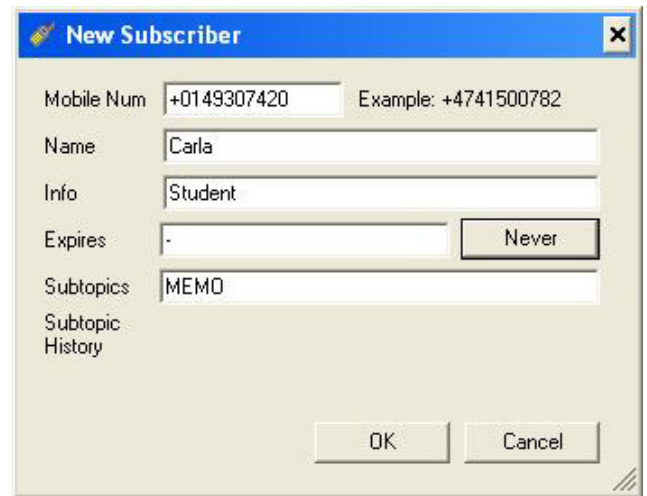 New Subscriber
Mobile Num +0149307420 Example: +4741500782
Name Carla
Info Student
Expires - Never
Subtopics MEMO
Subtopic
History
OK Cancel